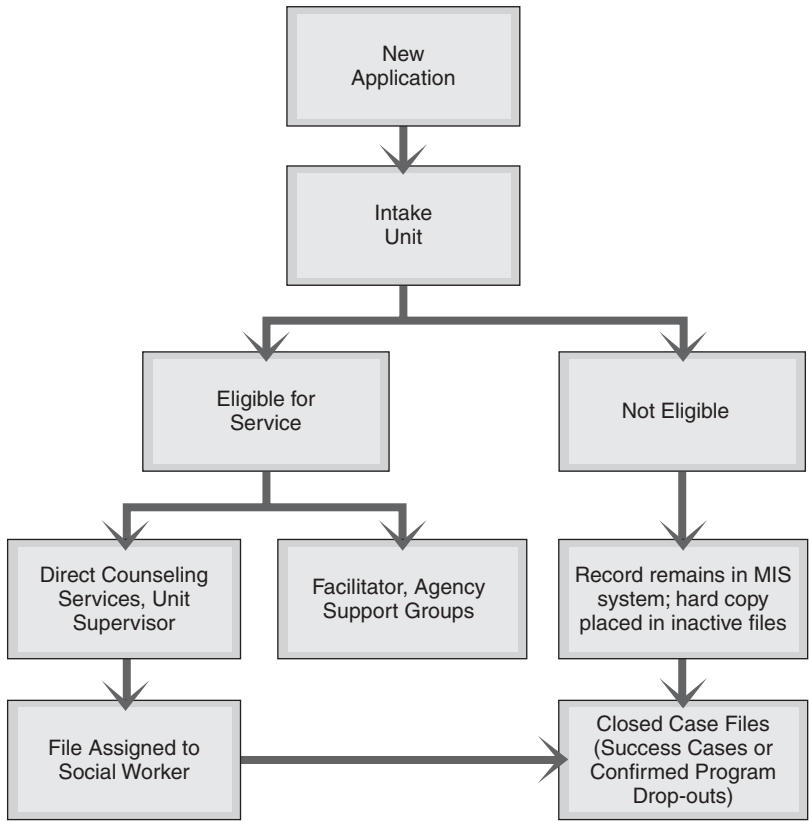 New
Application
Intake
Unit
Eligible for
Service
Not Eligible
Direct Counseling
Services, Unit
Supervisor
Facilitator, Agency
Support Groups
Record remains in MIS
system; hard copy
placed in inactive files
File Assigned to
Social Worker
Closed Case Files
(Success Cases or
Confirmed Program
Drop-outs)